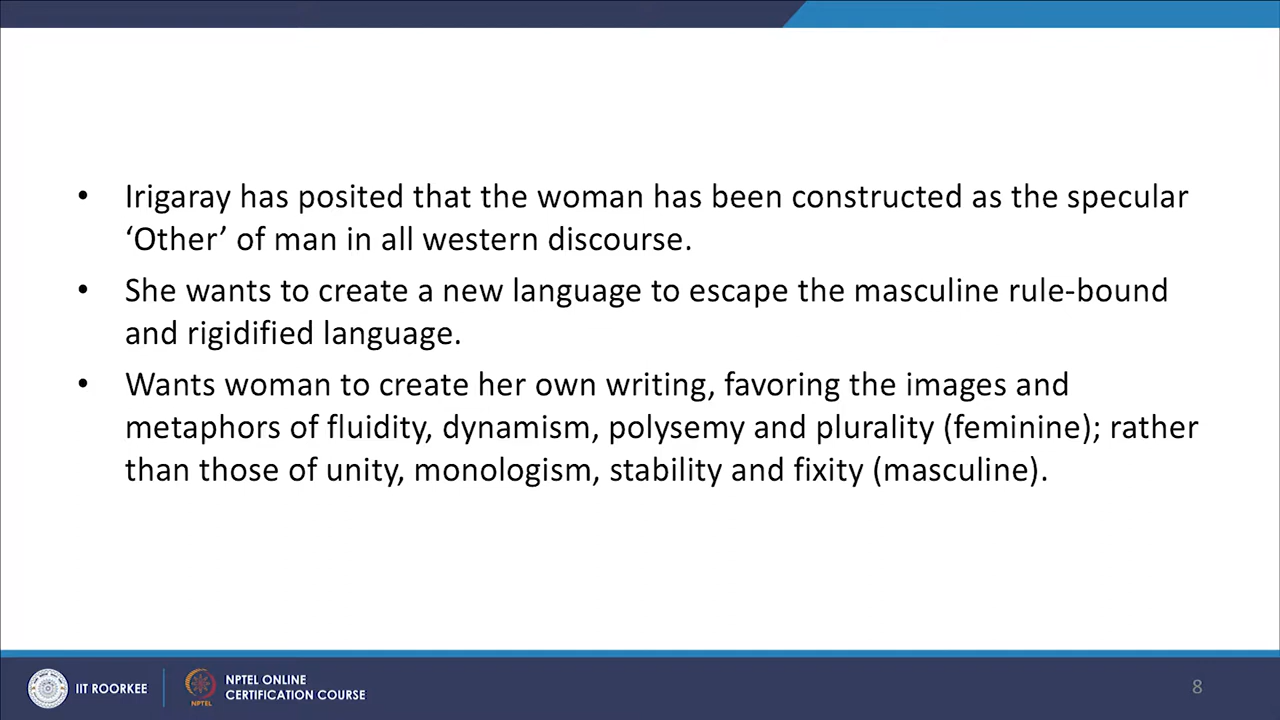 • Irigaray has posited that the woman has been constructed as the specular
‘Other’ of man in all western discourse.
• She wants to create a new language to escape the masculine rule-bound
and rigidified language.
• Wants woman to create her own writing, favoring the images and
metaphors of fluidity, dynamism, polysemy and plurality (feminine); rather
than those of unity, monologism, stability and fixity (masculine).
IIT ROORKEE
NPTEL
NPTEL ONLINE
CERTIFICATION COURSE
8